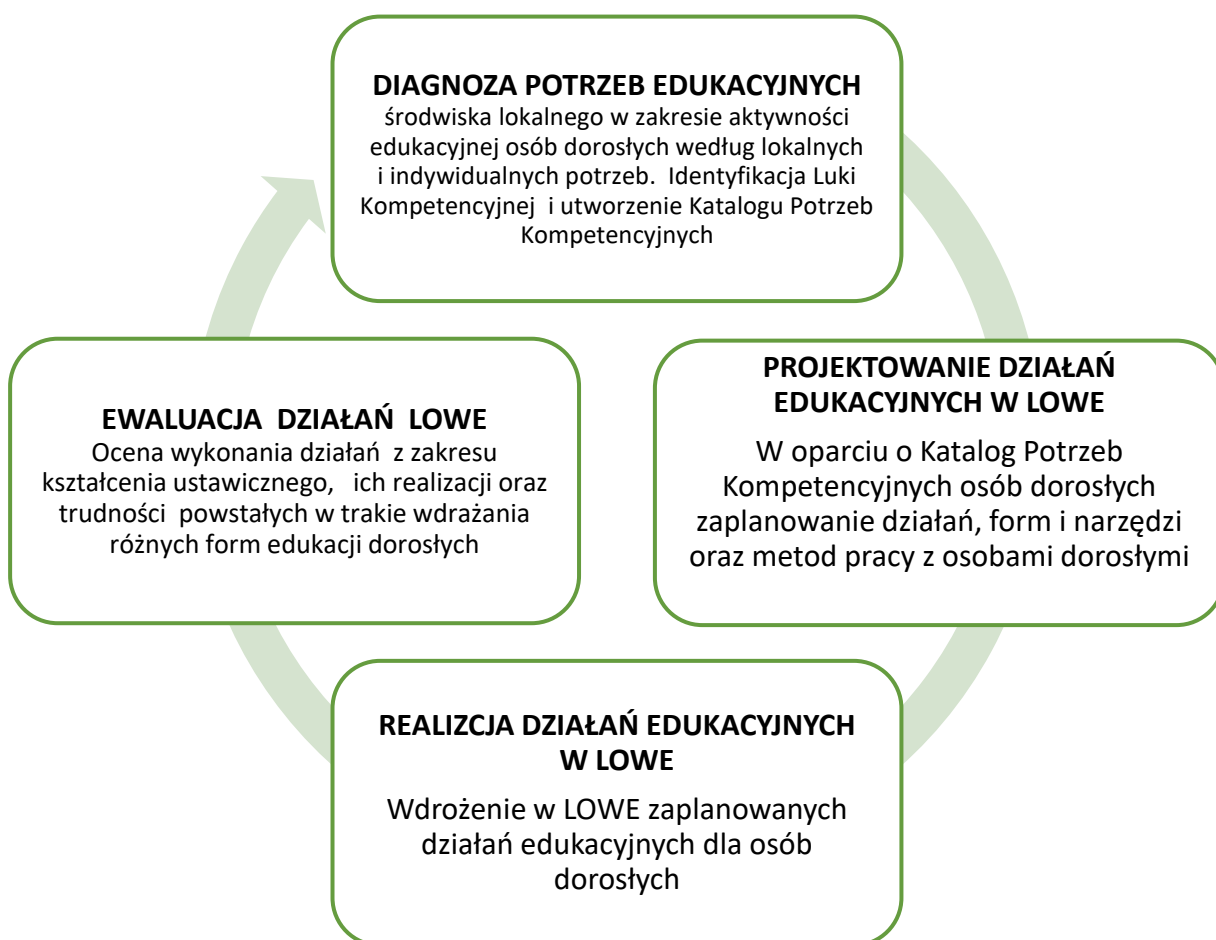 DIAGNOZA POTRZEB EDUKACYJNYCH
środwiska lokalnego w zakresie aktywności
edukacyjnej osób dorosłych według lokalnych
i indywidualnych potrzeb. Identyfikacja Luki
Kompetencyjnej i utworzenie Katalogu Potrzeb
Kompetencyjnych
PROJEKTOWANIE DZIAŁAŃ
EDUKACYJNYCH W LOWE
W oparciu o Katalog Potrzeb
Kompetencyjnych osób dorosłych
zaplanowanie działań, form i narzędzi
oraz metod pracy z osobami dorosłymi
REALIZCJA DZIAŁAŃ EDUKACYJNYCH
W LOWE
Wdrożenie w LOWE zaplanowanych
działań edukacyjnych dla osób
dorosłych
EWALUACJA DZIAŁAŃ LOWE
Ocena wykonania działań z zakresu
kształcenia ustawicznego, ich realizacji oraz
trudności powstałych w trakie wdrażania
różnych form edukacji dorosłych